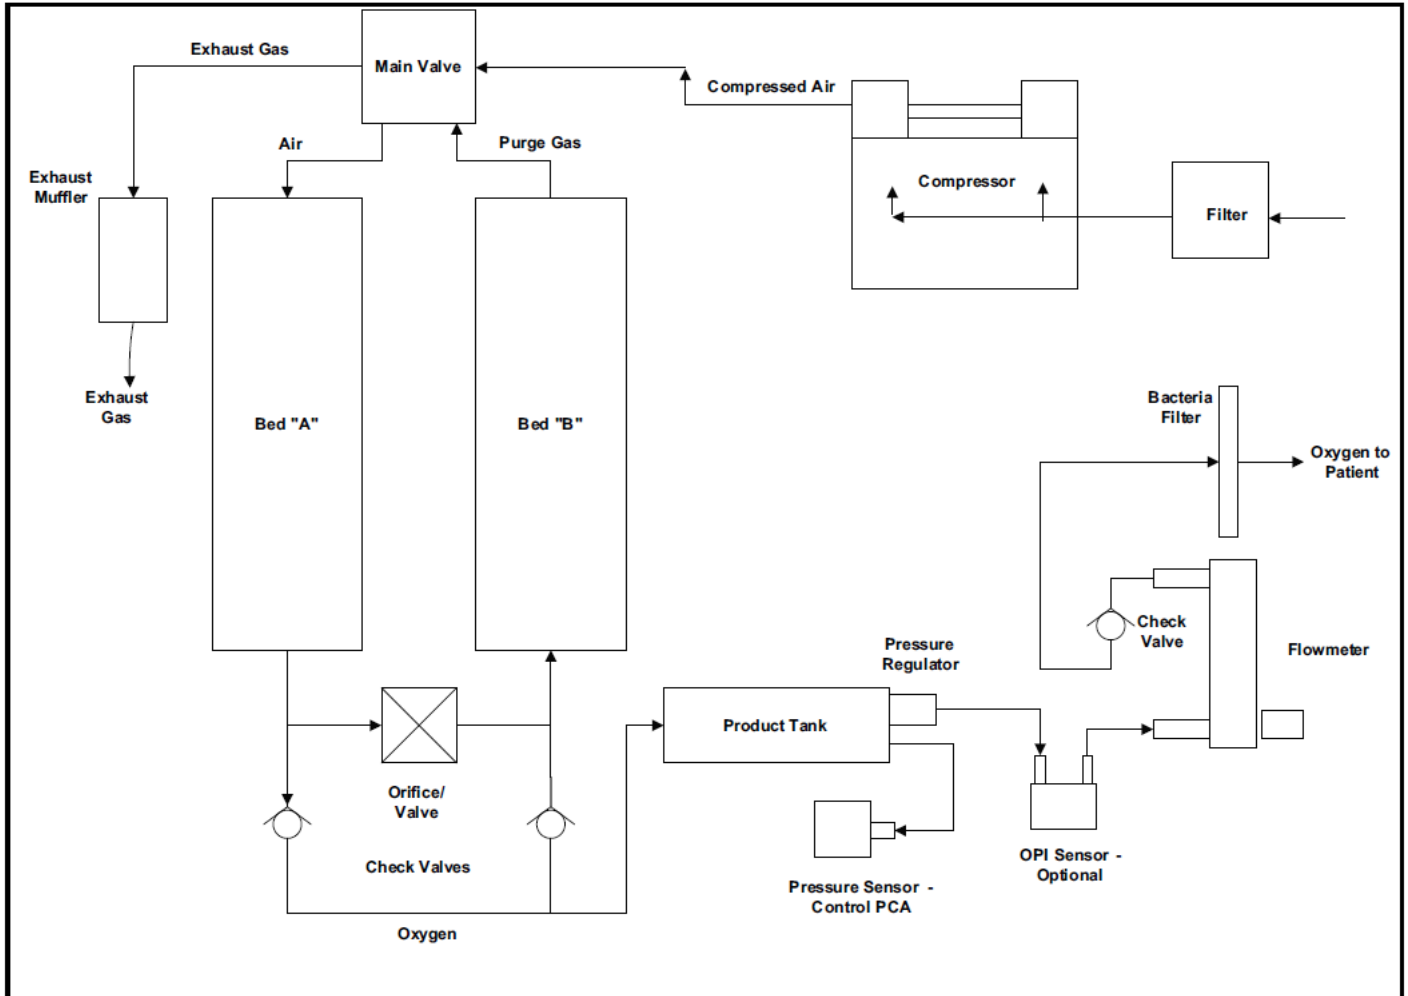 Exhaust Gas
Main Valve
Compressed Air
Air
Purge Gas
Exhaust
Muffler
Compressor
Filter
Exhaust
Gas
Bed "A"
Bed "B"
Bacteria
Filter
Oxygen to
Patient
Check
Valve
Flowmeter
Pressure
Regulator
Product Tank
Orifice/
Valve
Check Valves
OPI Sensor -
Optional
Pressure Sensor -
Control PCA
Oxygen